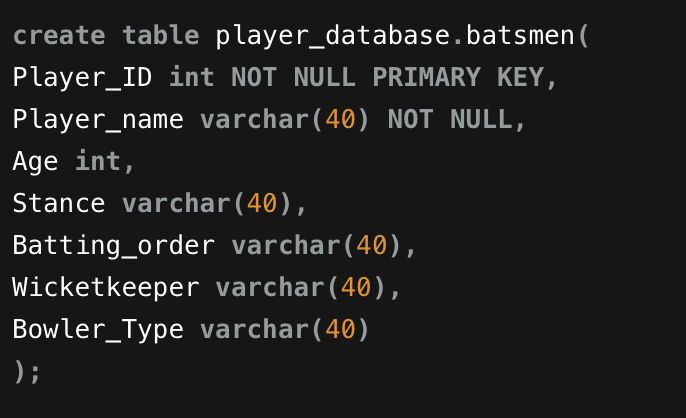 create table player_database.batsmen(
Player_ID int NOT NULL PRIMARY KEY,
Player_name varchar(40) NOT NULL,
Age int,
Stance varchar(40),
Batting_order varchar(40),
Wicketkeeper varchar(40),
Bowler_Type varchar(40)
);